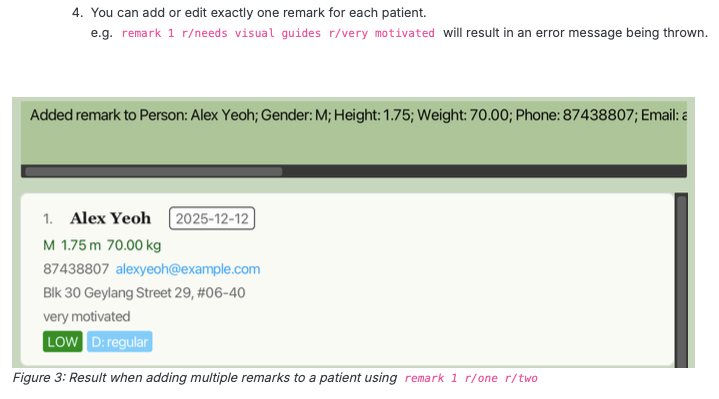 4. You can add or edit exactly one remark for each patient.
e.g. remark 1 r/needs visual guides r/very motivated will result in an error message being thrown.
Added remark to Person: Alex Yeoh; Gender: M; Height: 1.75; Weight: 70.00; Phone: 87438807; Email: a
1. Alex Yeoh 2025-12-12
M 1.75 m 70.00 kg
87438807 alexyeoh@example.com
Blk 30 Geylang Street 29, #06-40
very motivated
LOW D: regular
Figure 3: Result when adding multiple remarks to a patient using remark 1 r/one r/two